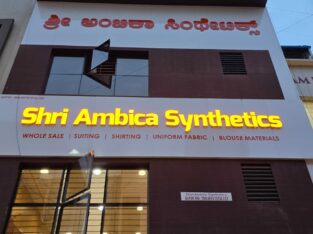 ಶ್ರೀ ಅಂಬಿಕಾ ಸಿಂಥೇಟಿಕ್ಸ್
Shri Ambica Synthetics
WHOLE SALE | SUITING | SHIRTING | UNIFORM FABRIC | BLOUSE MATERIALS